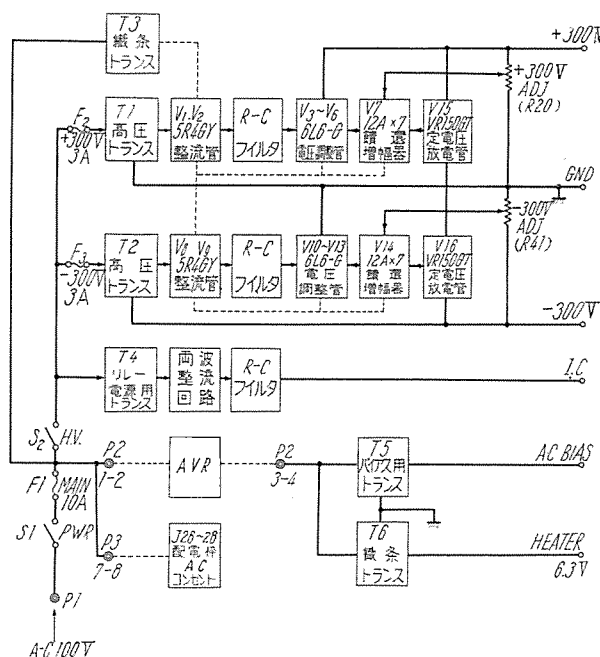 T3
繊条
トランス
+300V
+300V
ADJ
(R20)
F2
+300V
3A
T1
高圧
トランス
V1.V2
5R4GY
整流管
R-C
フイルタ
V3~V6
6L6-G
電圧調整管
V7
12A×7
饋還
増幅器
V15
VR150GT
定電圧
放電管
GND
-300V
ADJ
(R41)
F3
-300V
3A
T2
高圧
トランス
V8 V9
5R4GY
整流管
R-C
フイルタ
V10~V13
6L6-G
電圧
調整管
V14
12A×7
饋還
増幅器
V16
VR150GT
定電圧
放電管
-300V
T4
リレー
電源用
トランス
両波
整流
回路
R-C
フイルタ
I.C
S2
H.V.
P2
1-2
AVR
P2
3-4
T5
バイアス用
トランス
AC BIAS
F1
MAIN
10A
S1
PWR
P3
7-8
J26~28
配電枠
AC
コンセント
T6
繊条
トランス
HEATER
6.3V
P1
A-C100V